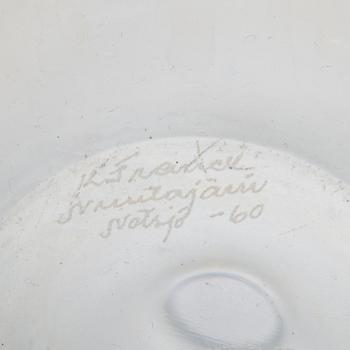 K Franck
Nuutajärvi
Notsjö -60